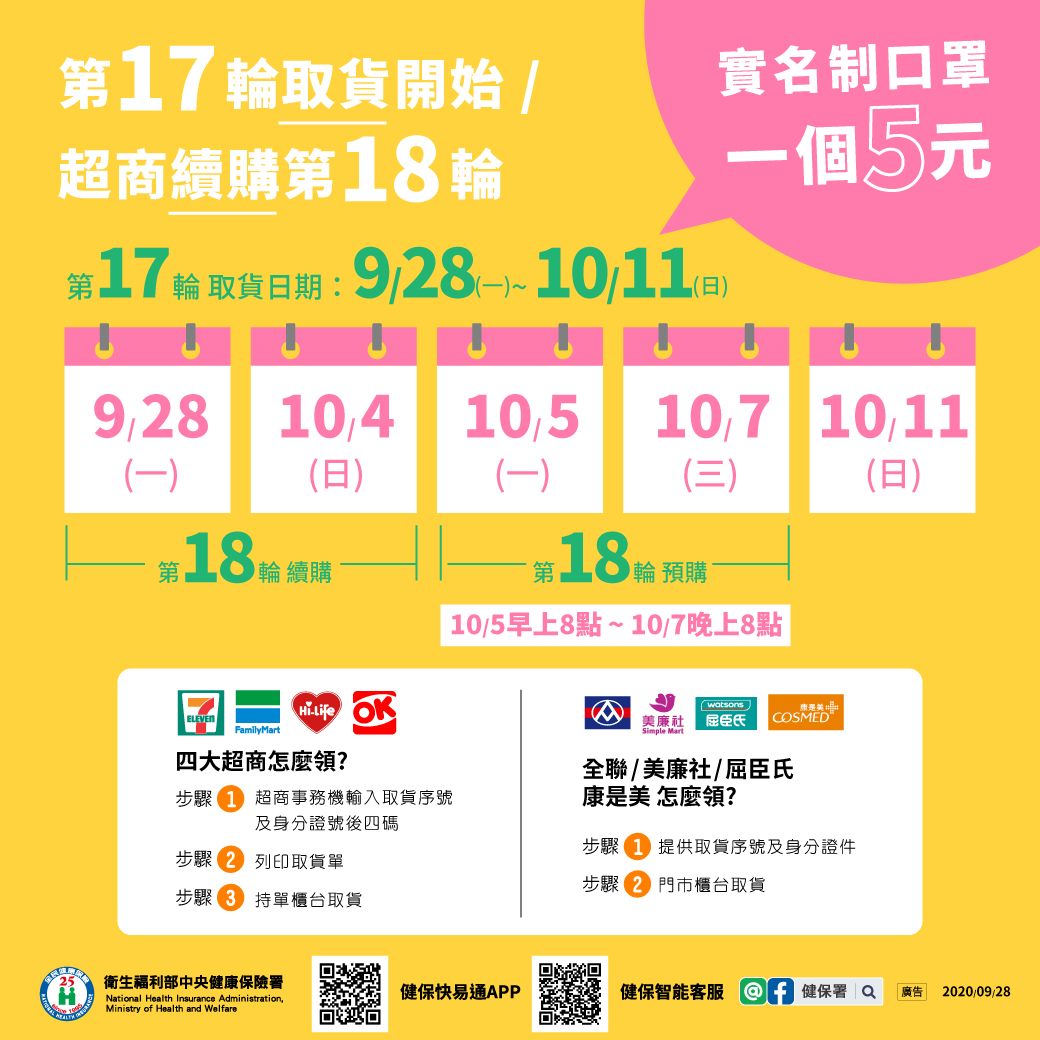 第17輪取貨開始/
超商續購第18輪
實名制口罩
一個5元
第17輪 取貨日期：9/28(一)~ 10/11(日)
9/28
(一)
10/4
(日)
10/5
(一)
10/7
(三)
10/11
(日)
第18輪 續購
第18輪 預購
10/5早上8點 ~ 10/7晚上8點
7 ELEVEn
FamilyMart
Hi-Life
OK
四大超商怎麼領?
步驟 1 超商事務機輸入取貨序號
及身分證號後四碼
步驟 2 列印取貨單
步驟 3 持單櫃台取貨
美廉社
Simple Mart
watsons
屈臣氏
康是美
COSMED
全聯/美廉社/屈臣氏
康是美 怎麼領?
步驟 1 提供取貨序號及身分證件
步驟 2 門市櫃台取貨
25
衛生福利部中央健康保險署
National Health Insurance Administration,
Ministry of Health and Welfare
健保快易通APP
健保智能客服
@ f 健保署
廣告
2020/09/28